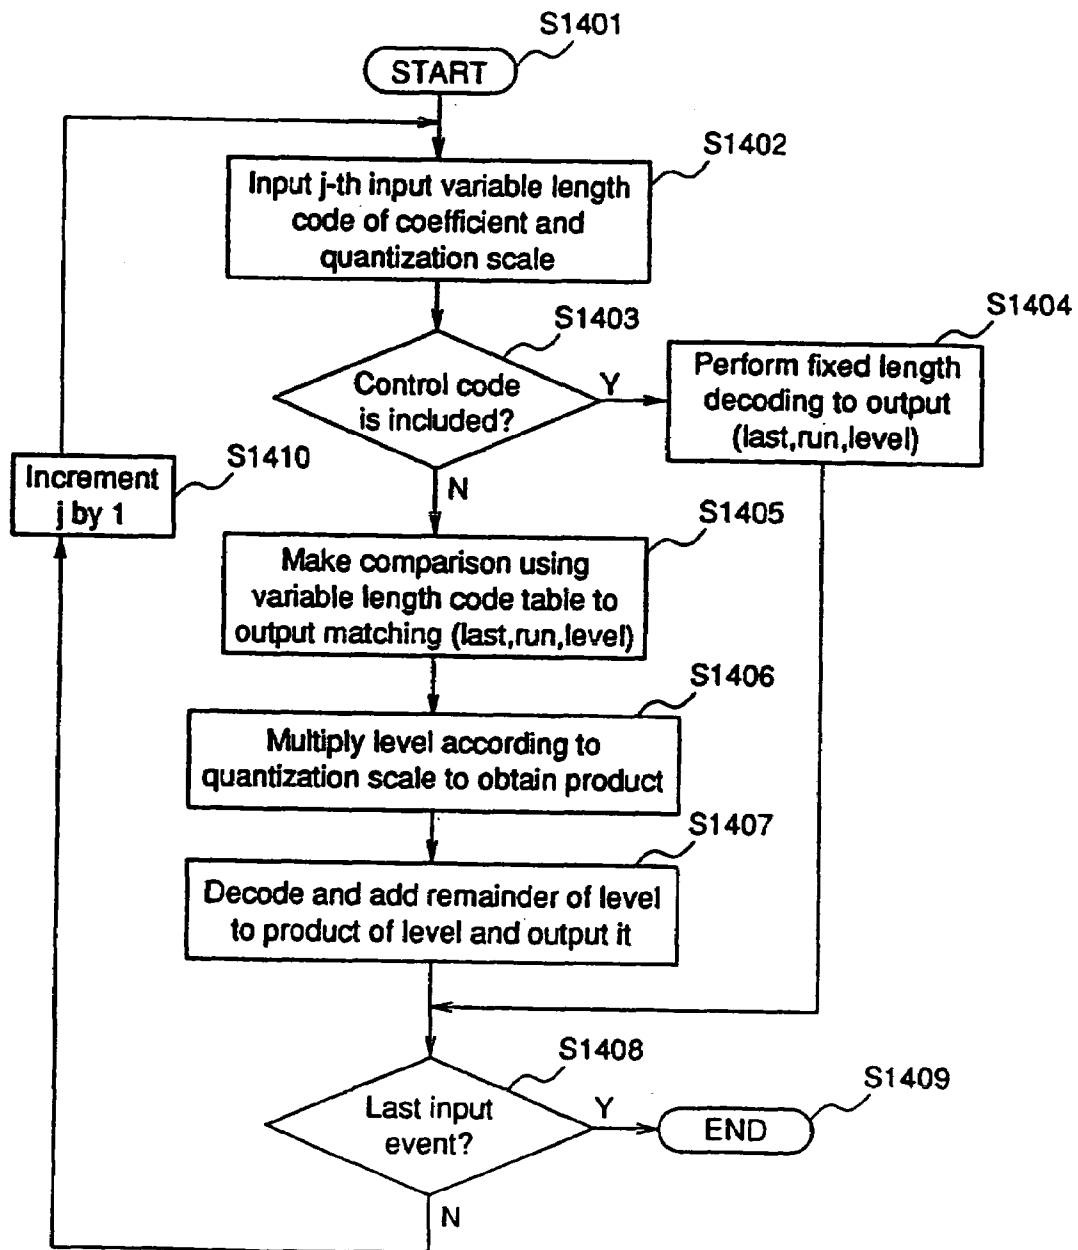 S1401
START
S1402
Input j-th input variable length
code of coefficient and
quantization scale
S1403
Control code
is included?
Y
N
S1404
Perform fixed length
decoding to output
(last,run,level)
S1410
Increment
j by 1
S1405
Make comparison using
variable length code table to
output matching (last,run,level)
S1406
Multiply level according to
quantization scale to obtain product
S1407
Decode and add remainder of level
to product of level and output it
S1408
Last input
event?
Y
N
S1409
END